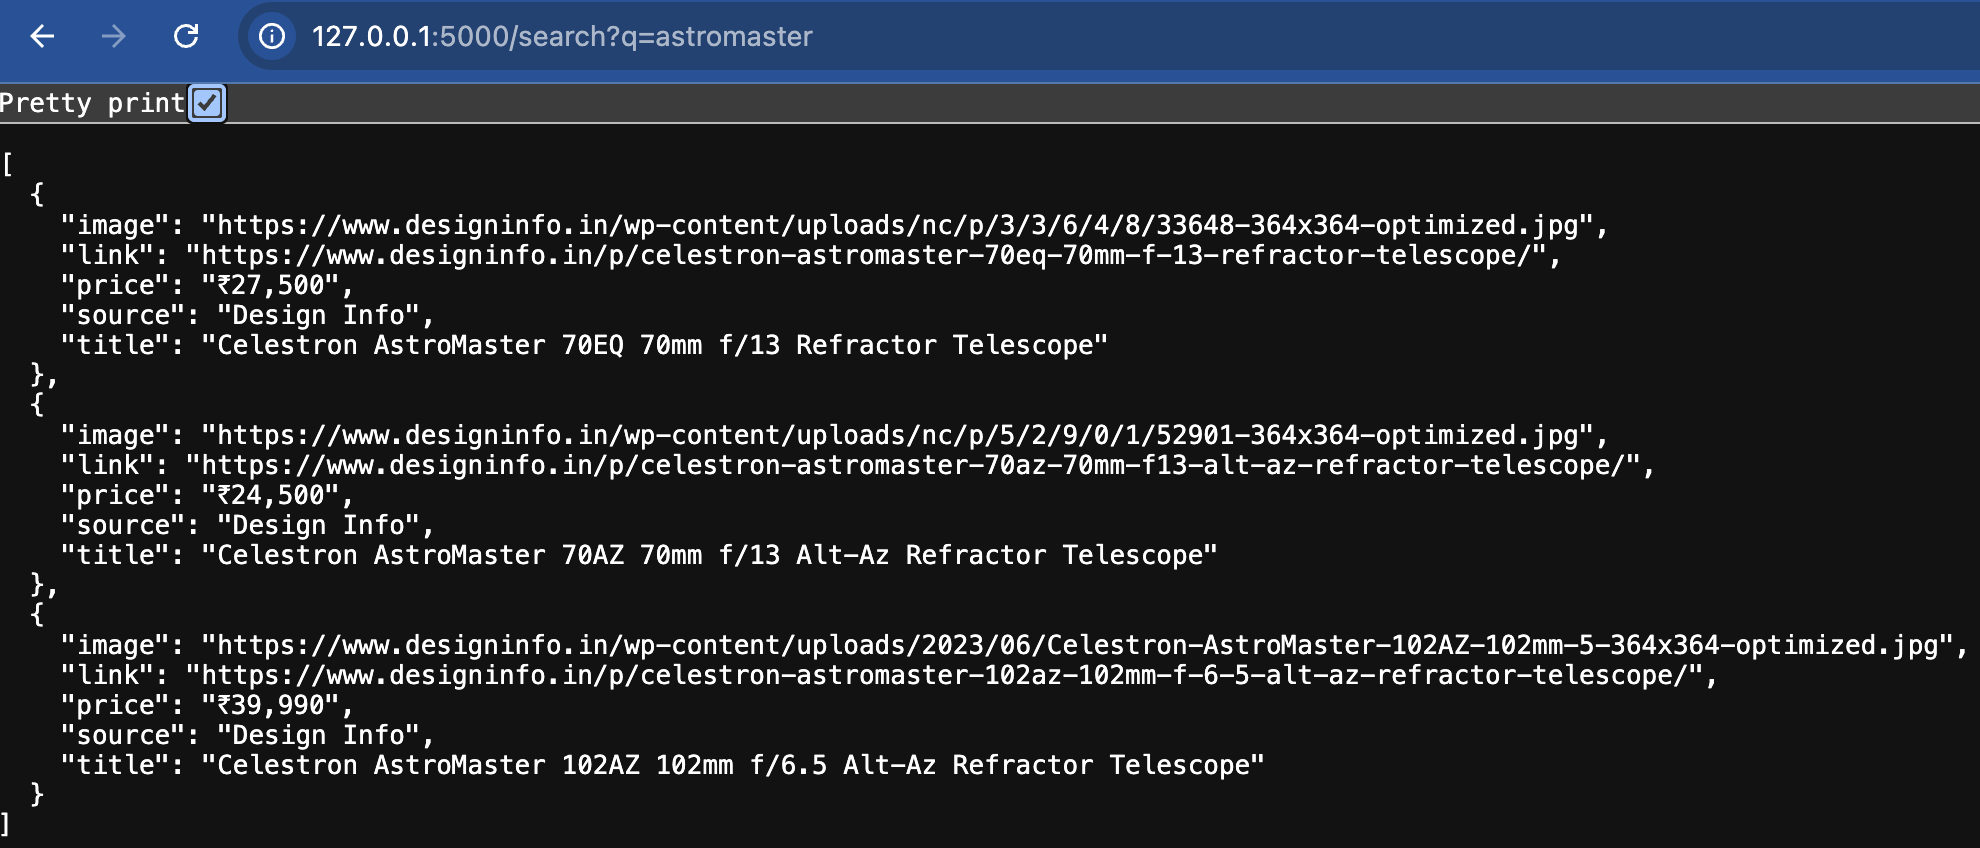 127.0.0.1:5000/search?q=astromaster
Pretty print
[
  {
    "image": "https://www.designinfo.in/wp-content/uploads/nc/p/3/3/6/4/8/33648-364x364-optimized.jpg",
    "link": "https://www.designinfo.in/p/celestron-astromaster-70eq-70mm-f-13-refractor-telescope/",
    "price": "₹27,500",
    "source": "Design Info",
    "title": "Celestron AstroMaster 70EQ 70mm f/13 Refractor Telescope"
  },
  {
    "image": "https://www.designinfo.in/wp-content/uploads/nc/p/5/2/9/0/1/52901-364x364-optimized.jpg",
    "link": "https://www.designinfo.in/p/celestron-astromaster-70az-70mm-f13-alt-az-refractor-telescope/",
    "price": "₹24,500",
    "source": "Design Info",
    "title": "Celestron AstroMaster 70AZ 70mm f/13 Alt-Az Refractor Telescope"
  },
  {
    "image": "https://www.designinfo.in/wp-content/uploads/2023/06/Celestron-AstroMaster-102AZ-102mm-5-364x364-optimized.jpg",
    "link": "https://www.designinfo.in/p/celestron-astromaster-102az-102mm-f-6-5-alt-az-refractor-telescope/",
    "price": "₹39,990",
    "source": "Design Info",
    "title": "Celestron AstroMaster 102AZ 102mm f/6.5 Alt-Az Refractor Telescope"
  }
]